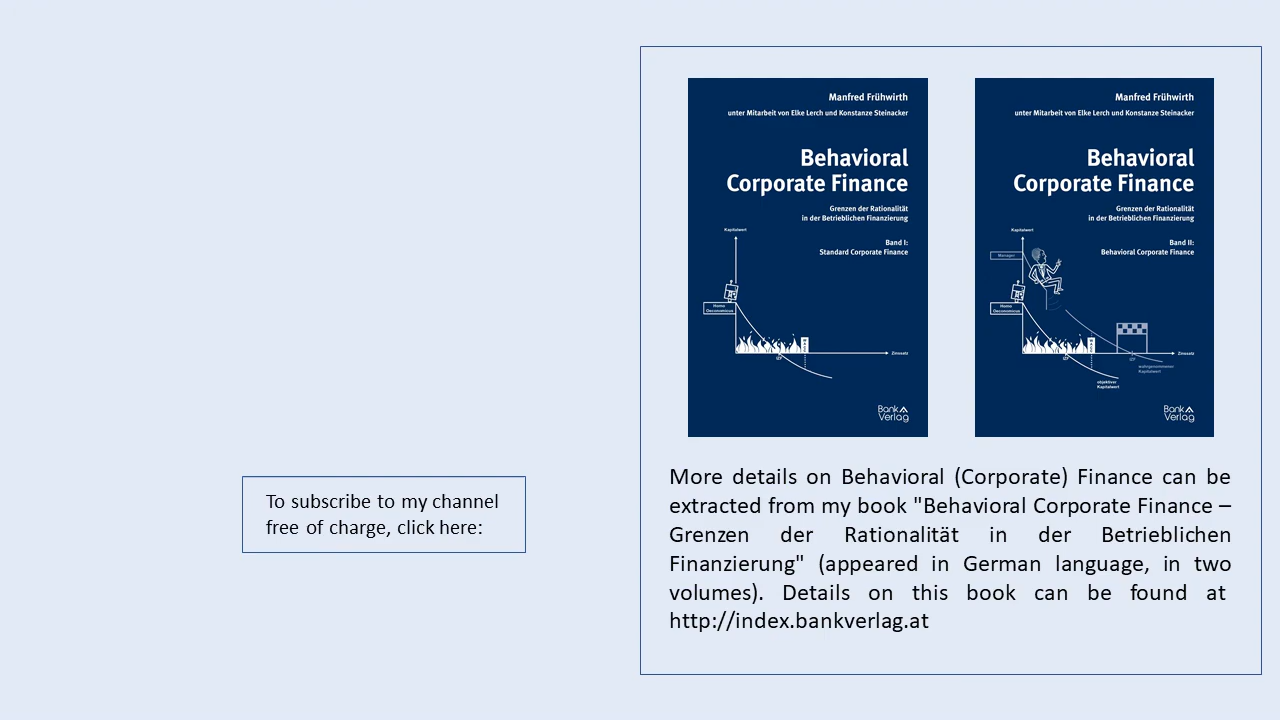 To subscribe to my channel
free of charge, click here:
Manfred Frühwirth
unter Mitarbeit von Elke Lerch und Konstanze Steinacker
Behavioral
Corporate Finance
Grenzen der Rationalität
in der Betrieblichen Finanzierung
Band I:
Standard Corporate Finance
Kapitalwert
Homo
Oeconomicus
IZF
Zinssatz
Bank
Verlag
Manfred Frühwirth
unter Mitarbeit von Elke Lerch und Konstanze Steinacker
Behavioral
Corporate Finance
Grenzen der Rationalität
in der Betrieblichen Finanzierung
Band II:
Behavioral Corporate Finance
Kapitalwert
Manager
Homo
Oeconomicus
IZF
IZF
Zinssatz
wahrgenommener
Kapitalwert
objektiver
Kapitalwert
Bank
Verlag
More details on Behavioral (Corporate) Finance can be
extracted from my book "Behavioral Corporate Finance –
Grenzen der Rationalität in der Betrieblichen
Finanzierung" (appeared in German language, in two
volumes). Details on this book can be found at
http://index.bankverlag.at